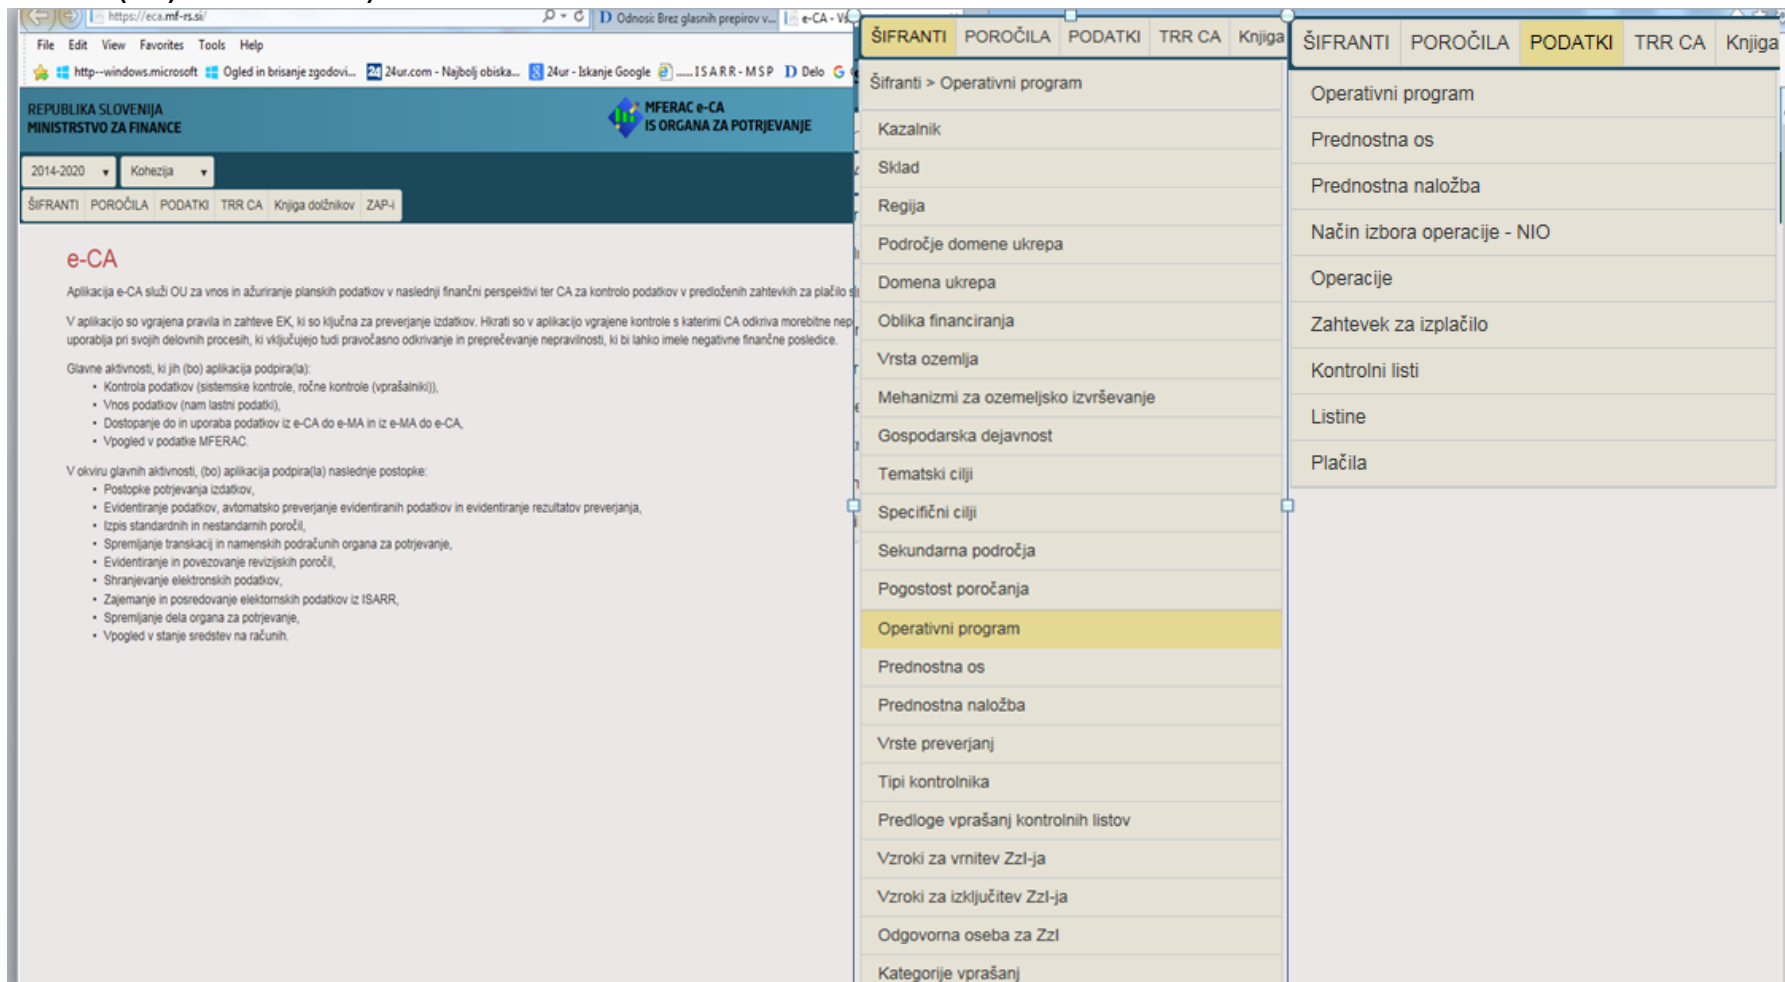 https://eca.mf-rs.si/
Odnosi: Brez glasnih prepirov v...
e-CA - Vs
File Edit View Favorites Tools Help
http--windows.microsoft
Ogled in brisanje zgodovi...
24ur.com - Najbolj obiska...
24ur - Iskanje Google
......I S A R R - M S P
Delo
REPUBLIKA SLOVENIJA
MINISTRSTVO ZA FINANCE
MFERAC e-CA
IS ORGANA ZA POTRJEVANJE
2014-2020
Kohezija
ŠIFRANTI POROČILA PODATKI TRR CA Knjiga dolžnikov ZAP-i
e-CA
Aplikacija e-CA služi OU za vnos in ažuriranje planskih podatkov v naslednji finančni perspektivi ter CA za kontrolo podatkov v predloženih zahtevkih za plačilo
V aplikacijo so vgrajena pravila in zahteve EK, ki so ključna za preverjanje izdatkov. Hkrati so v aplikacijo vgrajene kontrole s katerimi CA odkriva morebitne nep
uporablja pri svojih delovnih procesih, ki vključujejo tudi pravočasno odkrivanje in preprečevanje nepravilnosti, ki bi lahko imele negativne finančne posledice.
Glavne aktivnosti, ki jih (bo) aplikacija podpira(la):
• Kontrola podatkov (sistemske kontrole, ročne kontrole (vprašalniki)),
• Vnos podatkov (nam lastni podatki),
• Dostopanje do in uporaba podatkov iz e-CA do e-MA in iz e-MA do e-CA,
• Vpogled v podatke MFERAC.
V okviru glavnih aktivnosti, (bo) aplikacija podpira(la) naslednje postopke:
• Postopke potrjevanja izdatkov,
• Evidentiranje podatkov, avtomatsko preverjanje evidentiranih podatkov in evidentiranje rezultatov preverjanja,
• Izpis standardnih in nestandarnih poročil,
• Spremljanje transkacij in namenskih podračunih organa za potrjevanje,
• Evidentiranje in povezovanje revizijskih poročil,
• Shranjevanje elektronskih podatkov,
• Zajemanje in posredovanje elektornskih podatkov iz ISARR,
• Spremljanje dela organa za potrjevanje,
• Vpogled v stanje sredstev na računih.
ŠIFRANTI POROČILA PODATKI TRR CA Knjiga
Šifranti > Operativni program
Kazalnik
Sklad
Regija
Področje domene ukrepa
Domena ukrepa
Oblika financiranja
Vrsta ozemlja
Mehanizmi za ozemeljsko izvrševanje
Gospodarska dejavnost
Tematski cilji
Specifični cilji
Sekundarna področja
Pogostost poročanja
Operativni program
Prednostna os
Prednostna naložba
Vrste preverjanj
Tipi kontrolnika
Predloge vprašanj kontrolnih listov
Vzroki za vrnitev ZzI-ja
Vzroki za izključitev ZzI-ja
Odgovorna oseba za ZzI
Kategorije vprašanj
ŠIFRANTI POROČILA PODATKI TRR CA Knjiga
Operativni program
Prednostna os
Prednostna naložba
Način izbora operacije - NIO
Operacije
Zahtevek za izplačilo
Kontrolni listi
Listine
Plačila